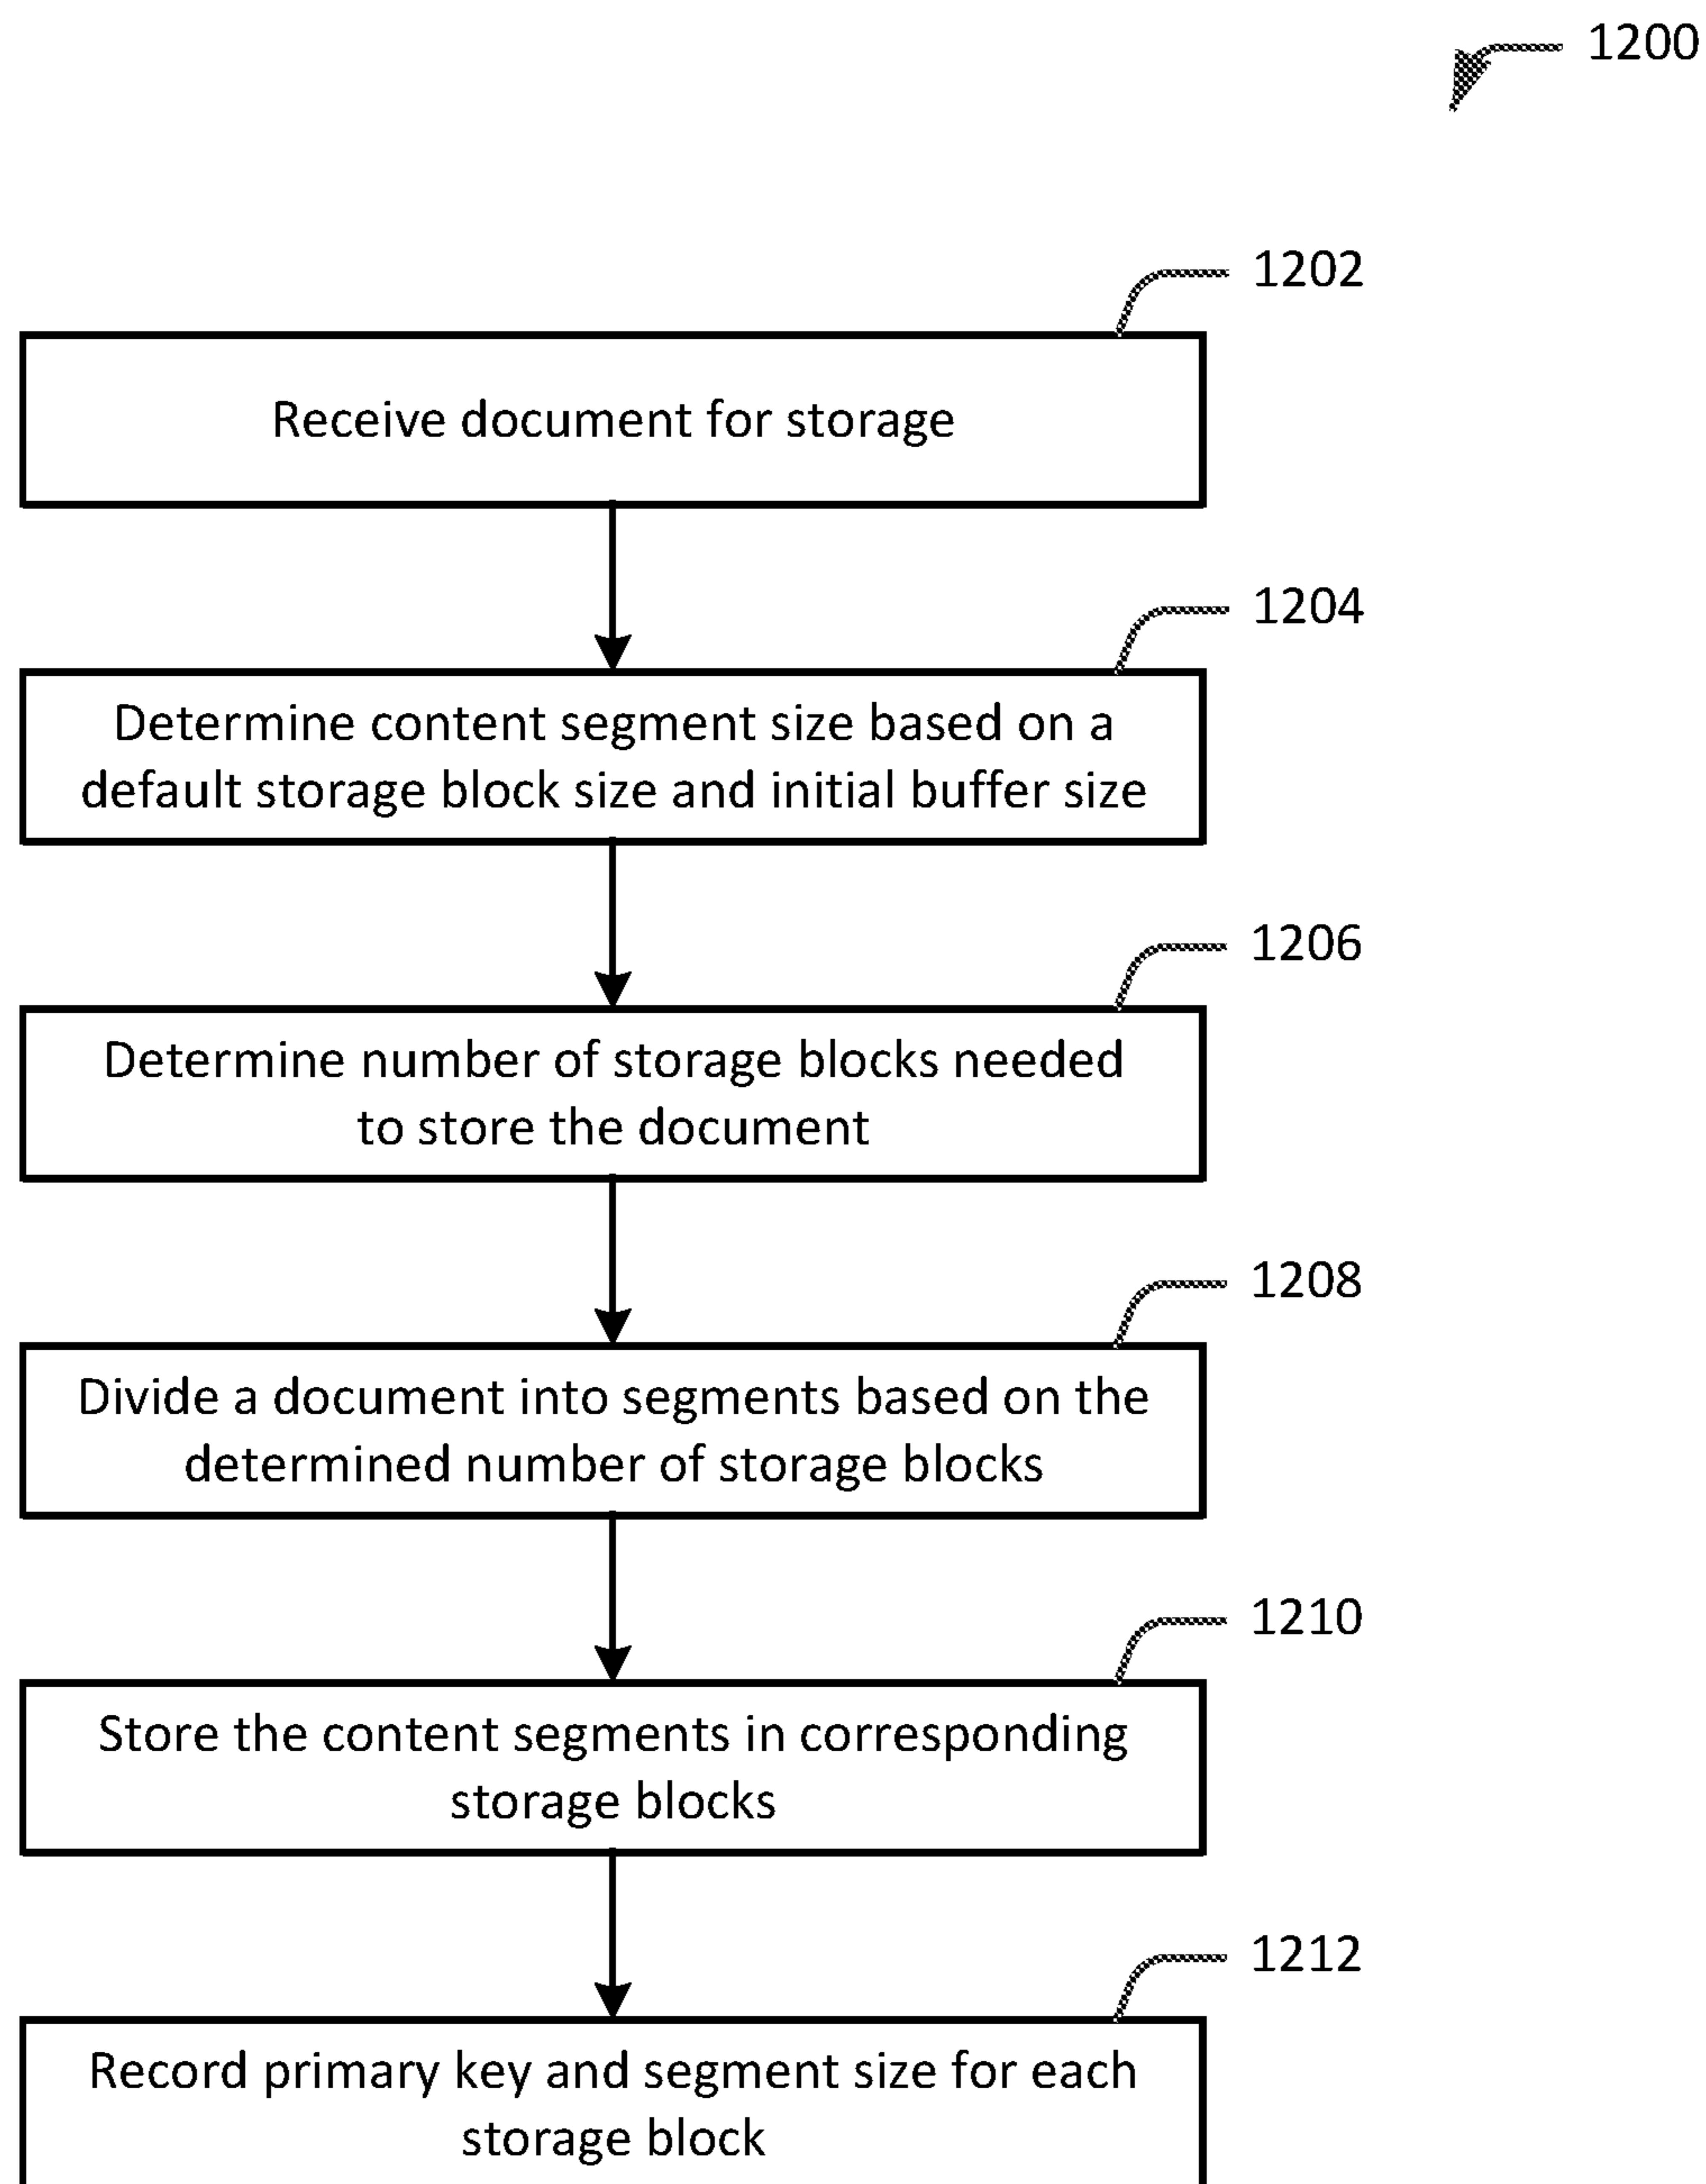 1200
1202
Receive document for storage
1204
Determine content segment size based on a
default storage block size and initial buffer size
1206
Determine number of storage blocks needed
to store the document
1208
Divide a document into segments based on the
determined number of storage blocks
1210
Store the content segments in corresponding
storage blocks
1212
Record primary key and segment size for each
storage block